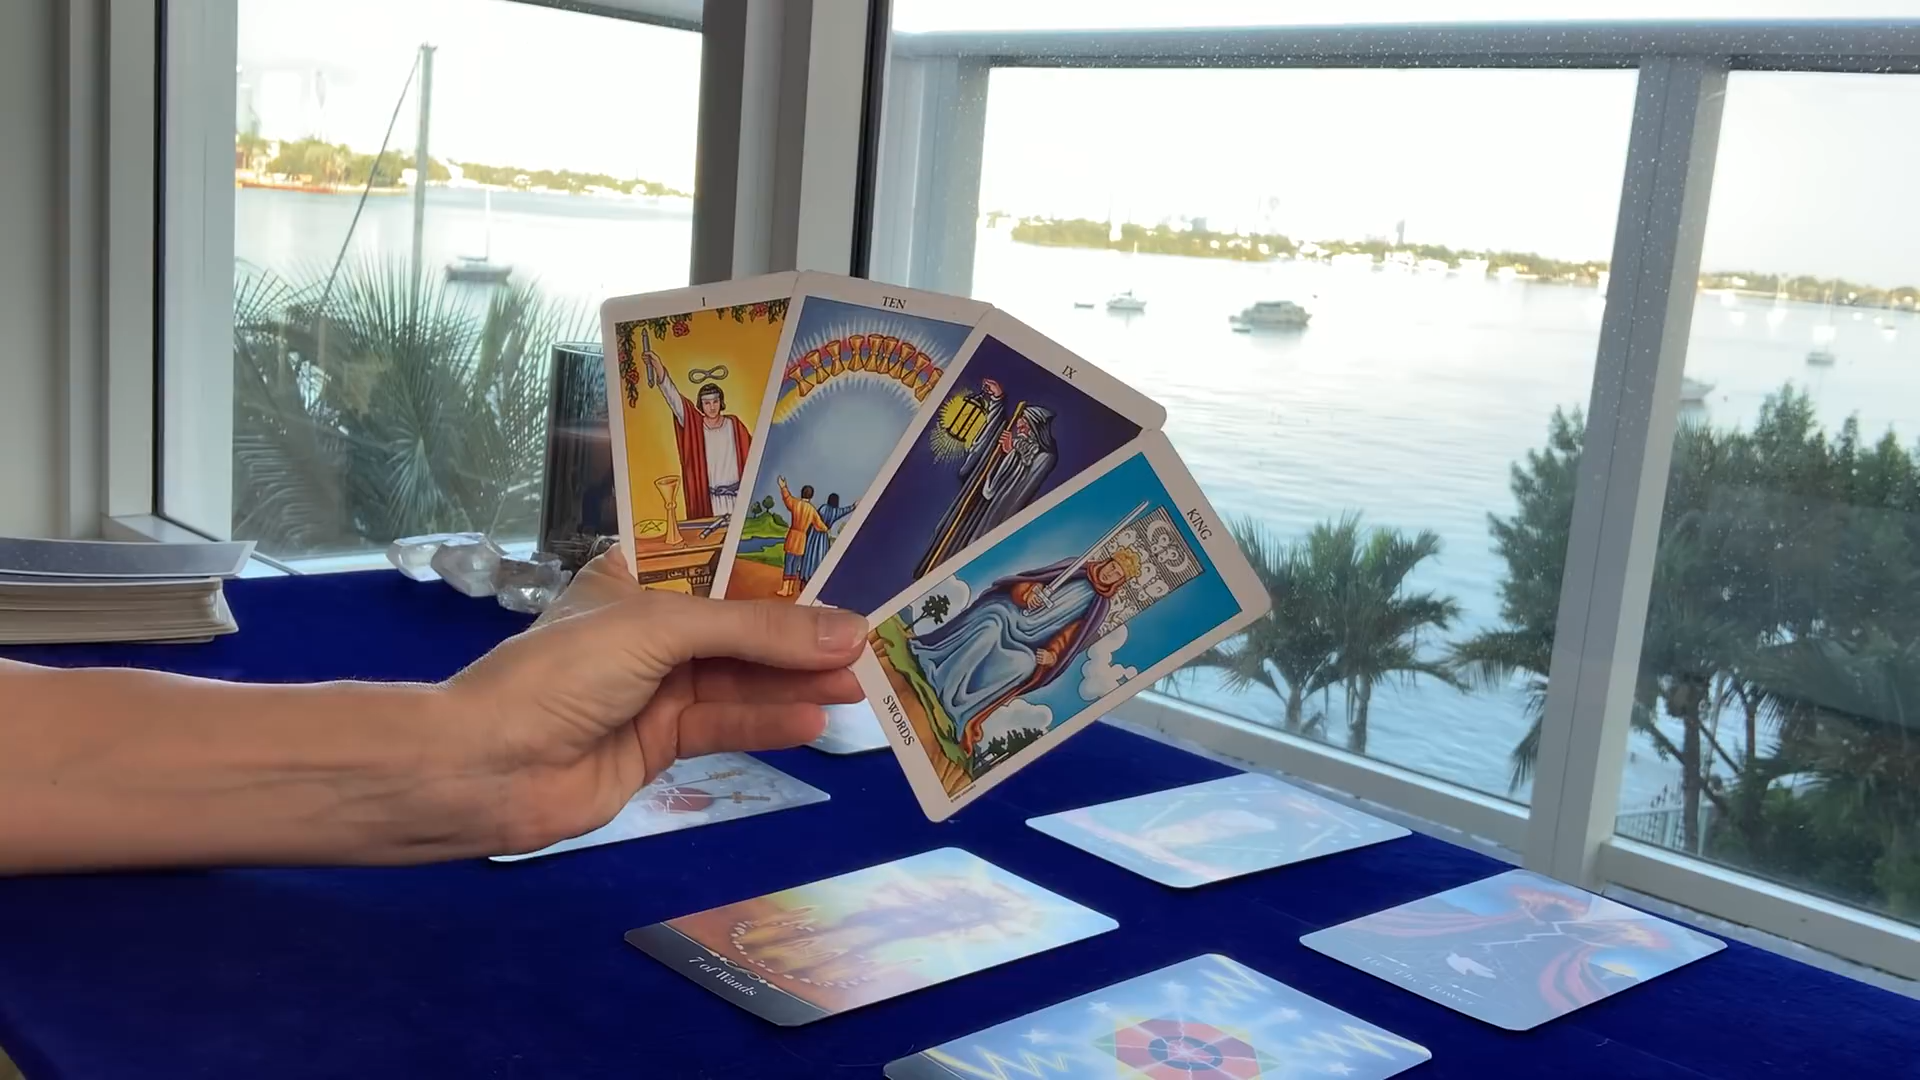 I
TEN
IX
KING
SWORDS
7 of Wands
The Tower